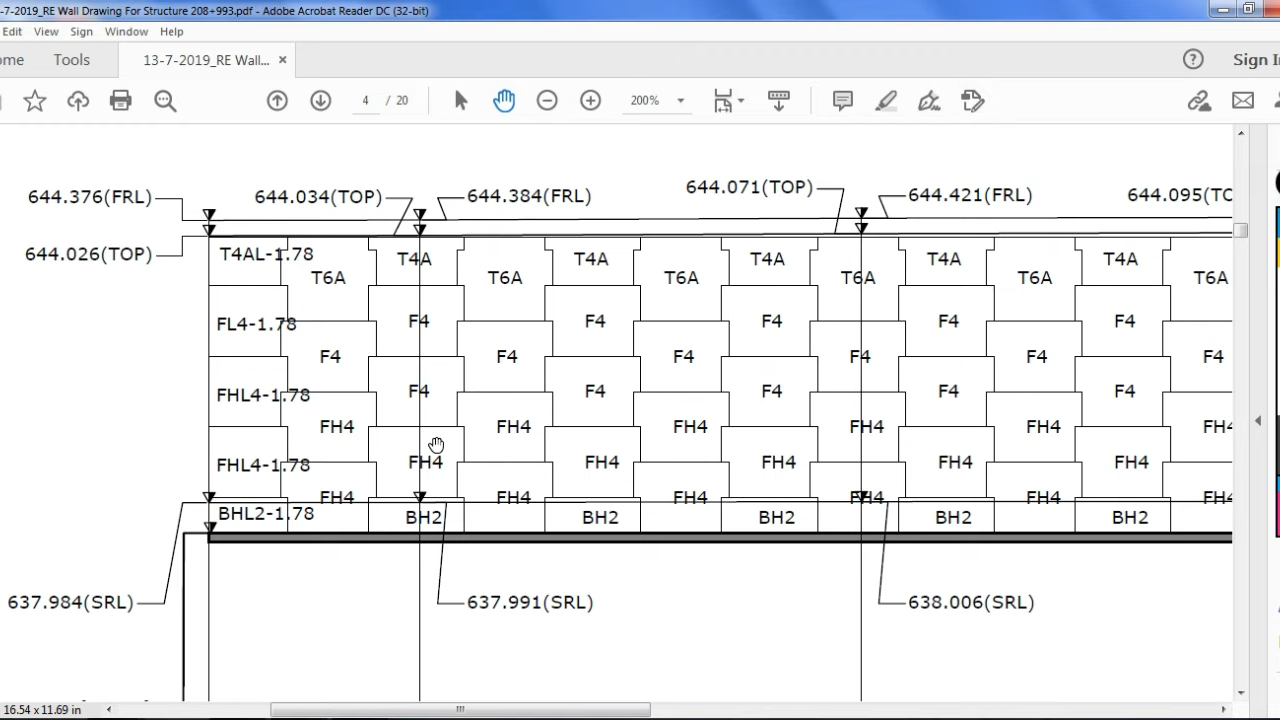 -7-2019_RE Wall Drawing For Structure 208+993.pdf - Adobe Acrobat Reader DC (32-bit)
Edit View Sign Window Help
ome Tools 13-7-2019_RE Wall... × ? Sign I
4 / 20 200%
644.376(FRL) 644.034(TOP) 644.384(FRL) 644.071(TOP) 644.421(FRL) 644.095(TO
644.026(TOP) T4AL-1.78 T4A T4A T4A T4A T4A
T6A T6A T6A T6A T6A T6A
FL4-1.78 F4 F4 F4 F4 F4
F4 F4 F4 F4 F4 F4
FHL4-1.78 F4 F4 F4 F4 F4
FH4 FH4 FH4 FH4 FH4 FH4
FHL4-1.78 FH4 FH4 FH4 FH4 FH4
FH4 FH4 FH4 FH4 FH4 FH4
BHL2-1.78 BH2 BH2 BH2 BH2 BH2
637.984(SRL) 637.991(SRL) 638.006(SRL)
16.54 x 11.69 in